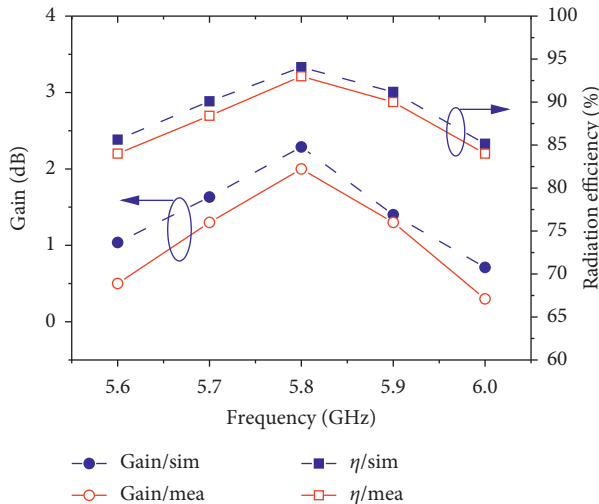 4
3
2
1
0
Gain (dB)
100
95
90
85
80
75
70
65
60
Radiation efficiency (%)
5.6 5.7 5.8 5.9 6.0
Frequency (GHz)
Gain/sim η/sim
Gain/mea η/mea